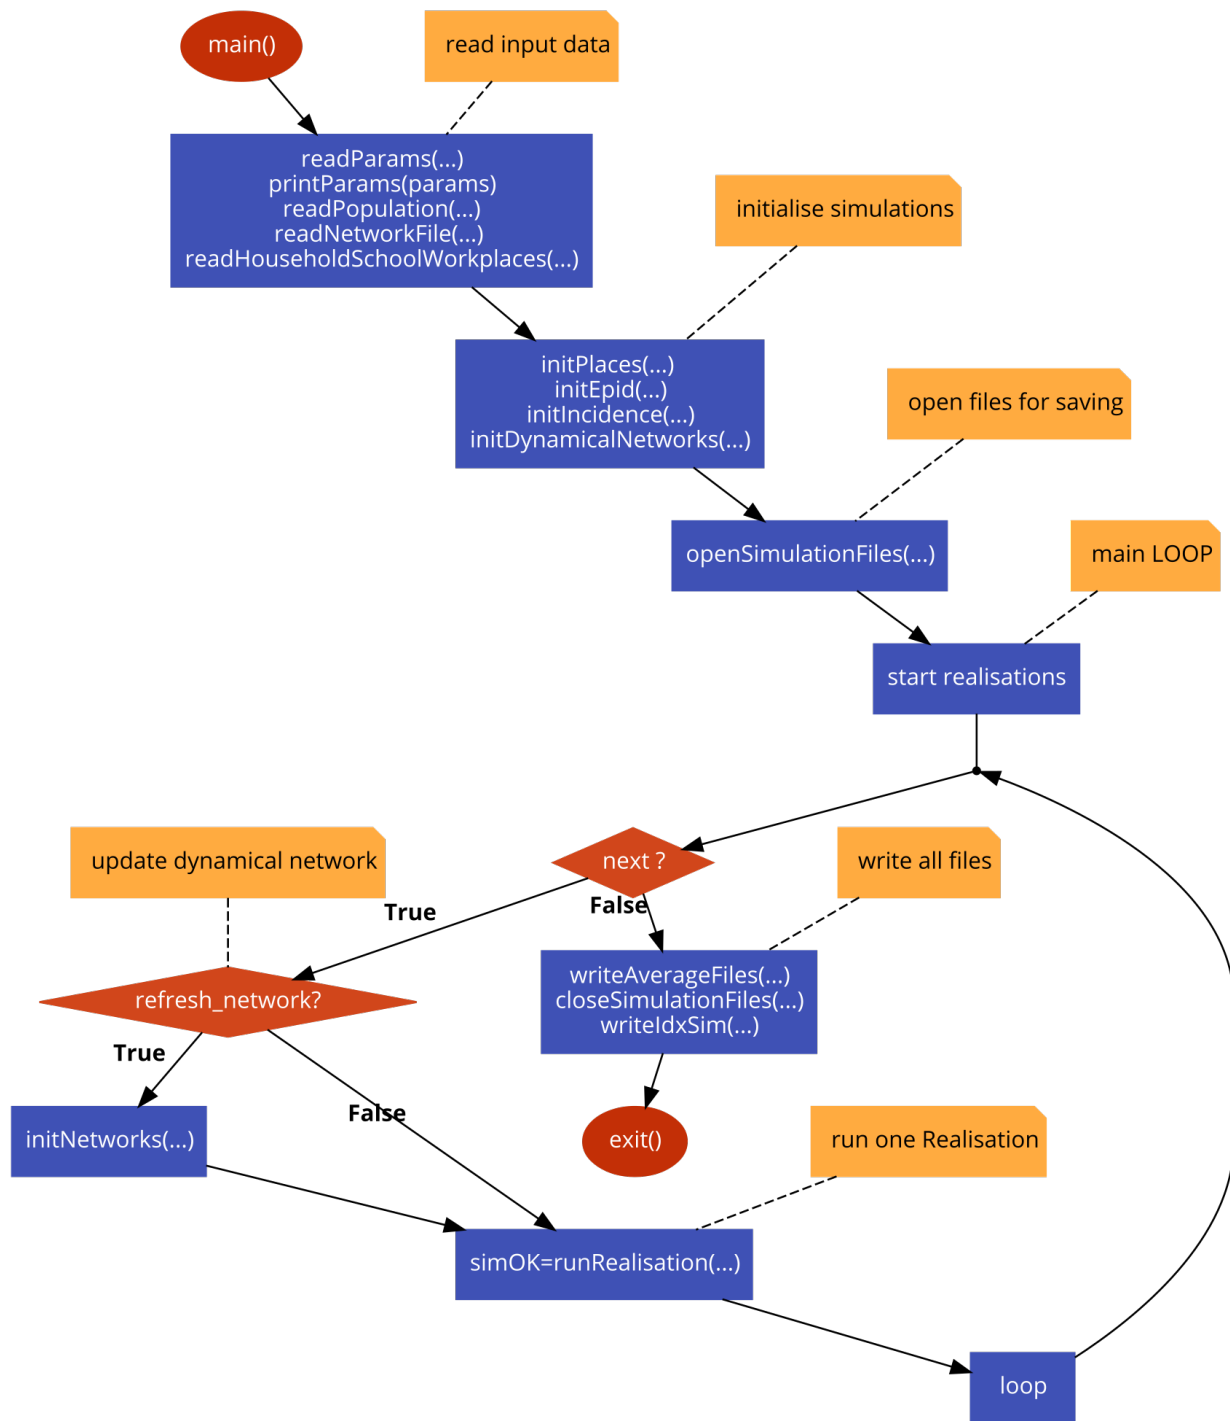 main()
read input data
readParams(...)
printParams(params)
readPopulation(...)
readNetworkFile(...)
readHouseholdSchoolWorkplaces(...)
initialise simulations
initPlaces(...)
initEpid(...)
initIncidence(...)
initDynamicalNetworks(...)
open files for saving
openSimulationFiles(...)
main LOOP
start realisations
update dynamical network
next ?
write all files
True
False
writeAverageFiles(...)
closeSimulationFiles(...)
writeIdxSim(...)
refresh_network?
True
False
initNetworks(...)
exit()
run one Realisation
simOK=runRealisation(...)
loop